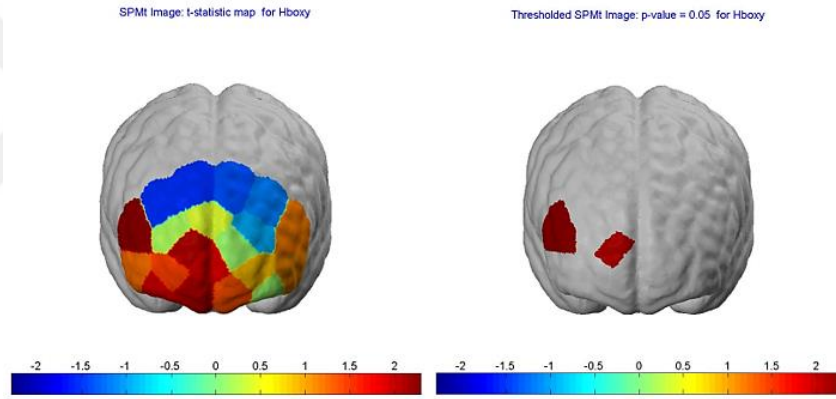 SPMt Image: t-statistic map for Hboxy
Thresholded SPMt Image: p-value = 0.05 for Hboxy
-2 -1.5 -1 -0.5 0 0.5 1 1.5 2
-2 -1.5 -1 -0.5 0 0.5 1 1.5 2